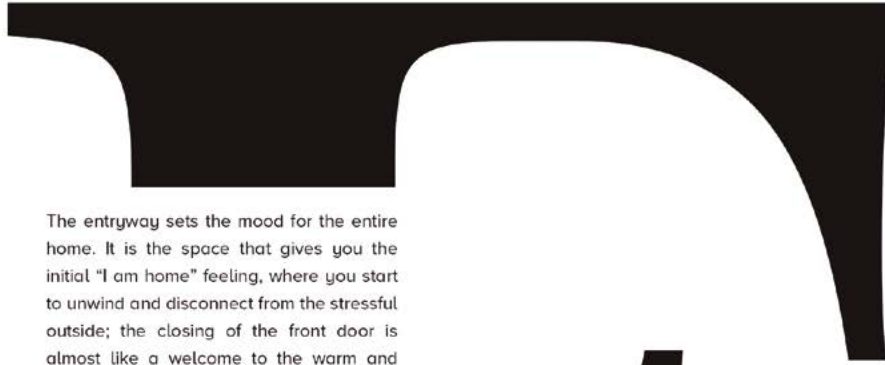 The entryway sets the mood for the entire
home. It is the space that gives you the
initial “I am home” feeling, where you start
to unwind and disconnect from the stressful
outside; the closing of the front door is
almost like a welcome to the warm and